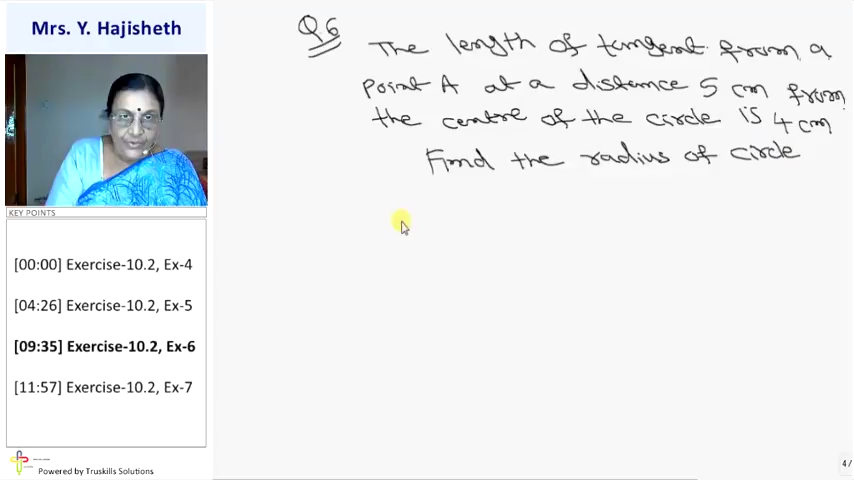 Mrs. Y. Hajisheth
Q6
The length of tangent from a
point A at a distance 5 cm from
the centre of the circle is 4 cm
Find the radius of circle
KEY POINTS
[00:00] Exercise-10.2, Ex-4
[04:26] Exercise-10.2, Ex-5
[09:35] Exercise-10.2, Ex-6
[11:57] Exercise-10.2, Ex-7
Powered by Truskills Solutions
4/